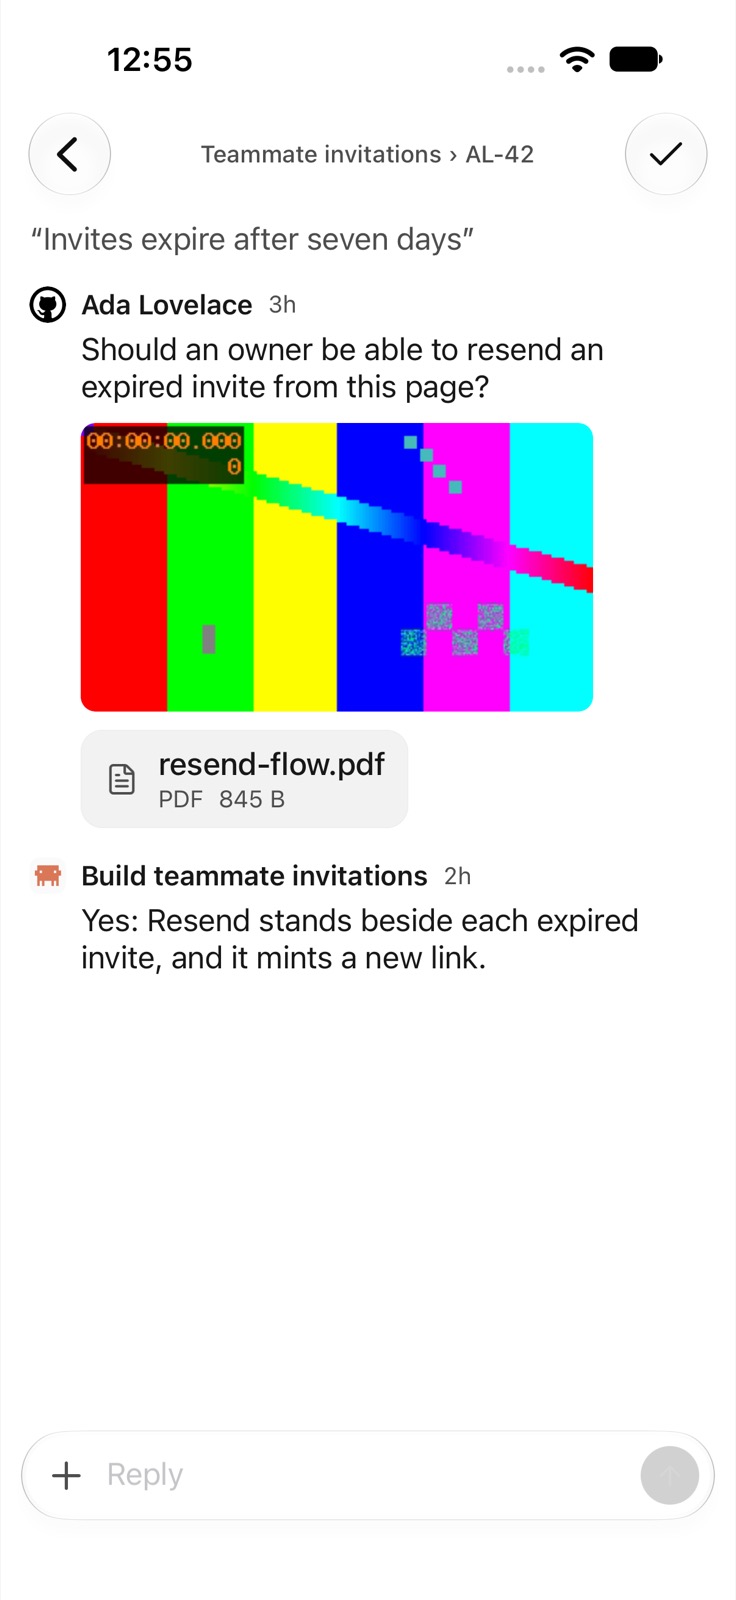 12:55
Teammate invitations › AL-42
“Invites expire after seven days”
Ada Lovelace 3h
Should an owner be able to resend an
expired invite from this page?
00:00:00.000
0
resend-flow.pdf
PDF 845 B
Build teammate invitations 2h
Yes: Resend stands beside each expired
invite, and it mints a new link.
Reply